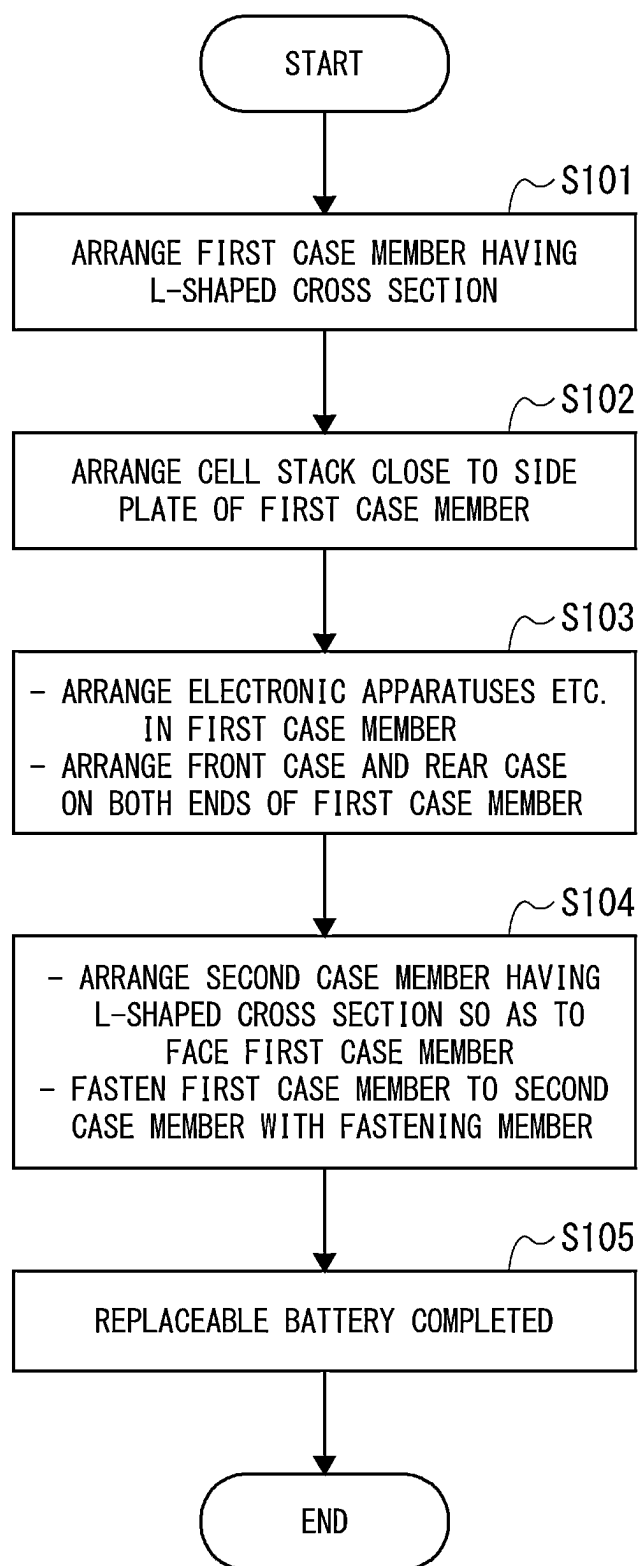 START
S101
ARRANGE FIRST CASE MEMBER HAVING
L-SHAPED CROSS SECTION
S102
ARRANGE CELL STACK CLOSE TO SIDE
PLATE OF FIRST CASE MEMBER
S103
- ARRANGE ELECTRONIC APPARATUSES ETC.
IN FIRST CASE MEMBER
- ARRANGE FRONT CASE AND REAR CASE
ON BOTH ENDS OF FIRST CASE MEMBER
S104
- ARRANGE SECOND CASE MEMBER HAVING
L-SHAPED CROSS SECTION SO AS TO
FACE FIRST CASE MEMBER
- FASTEN FIRST CASE MEMBER TO SECOND
CASE MEMBER WITH FASTENING MEMBER
S105
REPLACEABLE BATTERY COMPLETED
END